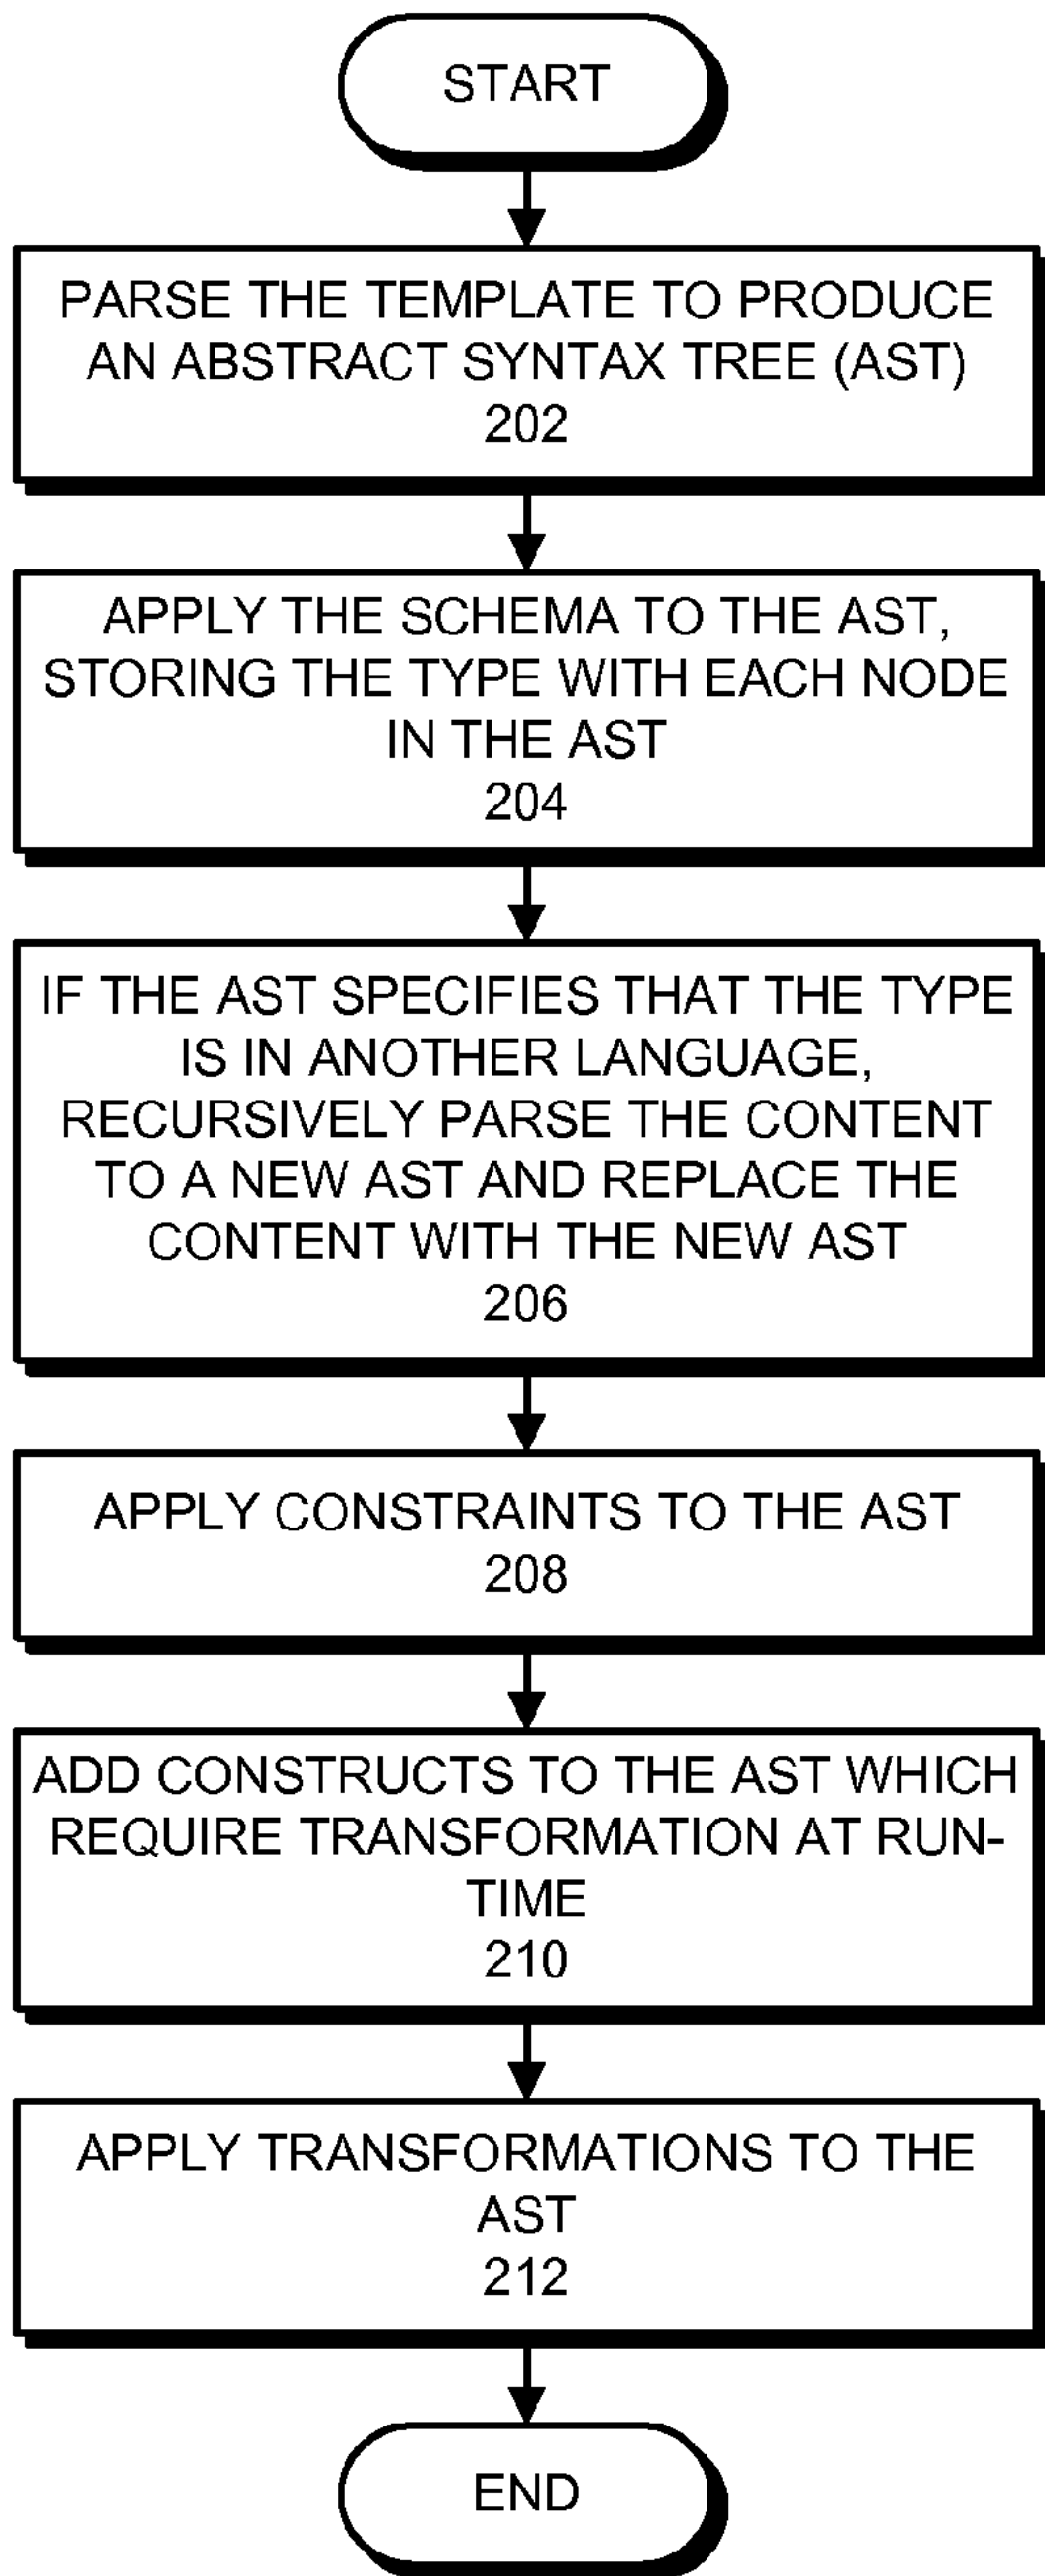 START
PARSE THE TEMPLATE TO PRODUCE
AN ABSTRACT SYNTAX TREE (AST)
202
APPLY THE SCHEMA TO THE AST,
STORING THE TYPE WITH EACH NODE
IN THE AST
204
IF THE AST SPECIFIES THAT THE TYPE
IS IN ANOTHER LANGUAGE,
RECURSIVELY PARSE THE CONTENT
TO A NEW AST AND REPLACE THE
CONTENT WITH THE NEW AST
206
APPLY CONSTRAINTS TO THE AST
208
ADD CONSTRUCTS TO THE AST WHICH
REQUIRE TRANSFORMATION AT RUN-
TIME
210
APPLY TRANSFORMATIONS TO THE
AST
212
END